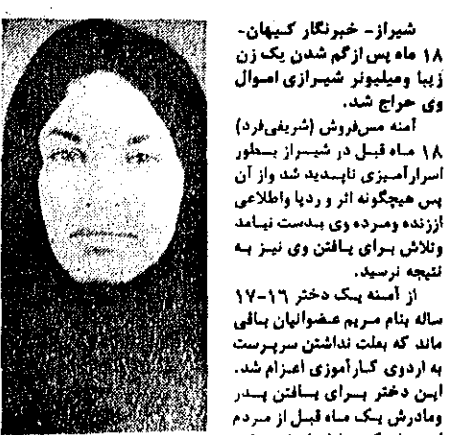 شیراز- خبرنگار کیهان-
۱۸ ماه پس ازگم شدن یک زن
زیبا ومیلیونر شیرازی اموال
وی حراج شد.
آمنه مس‌فروش (شریفی‌فرد)
۱۸ ماه قبل در شیراز بطور
اسرارآمیزی ناپدید شد واز آن
پس هیچگونه اثر و ردپا واطلاعی
اززنده ومرده وی بدست نیامد
وتلاش برای یافتن وی نیز به
نتیجه نرسید.
از آمنه یک دختر ۱۶-۱۷
ساله بنام مریم عضوانیان باقی
ماند که بعلت نداشتن سرپرست
به اردوی کارآموزی اعزام شد.
این دختر برای یافتن پدر
ومادرش یک ماه قبل از مردم